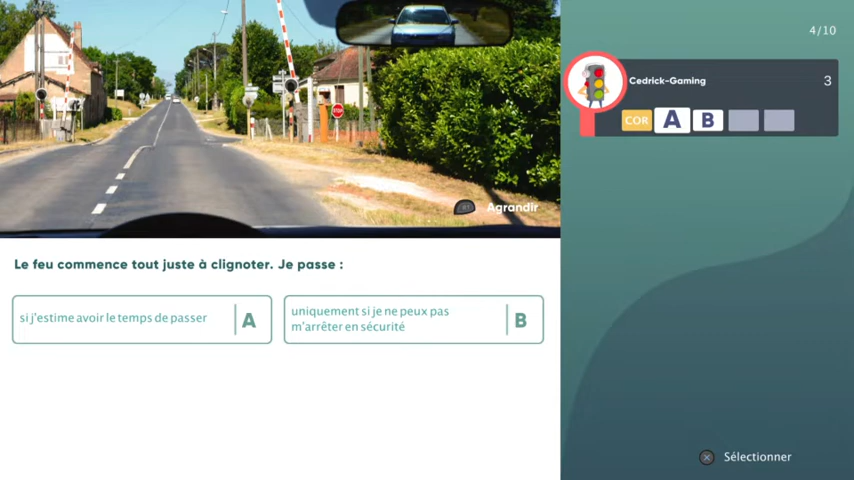 4/10
Cedrick-Gaming 3
COR A B
STOP
Agrandir
Le feu commence tout juste à clignoter. Je passe :
si j'estime avoir le temps de passer A
uniquement si je ne peux pas
m'arrêter en sécurité B
Sélectionner